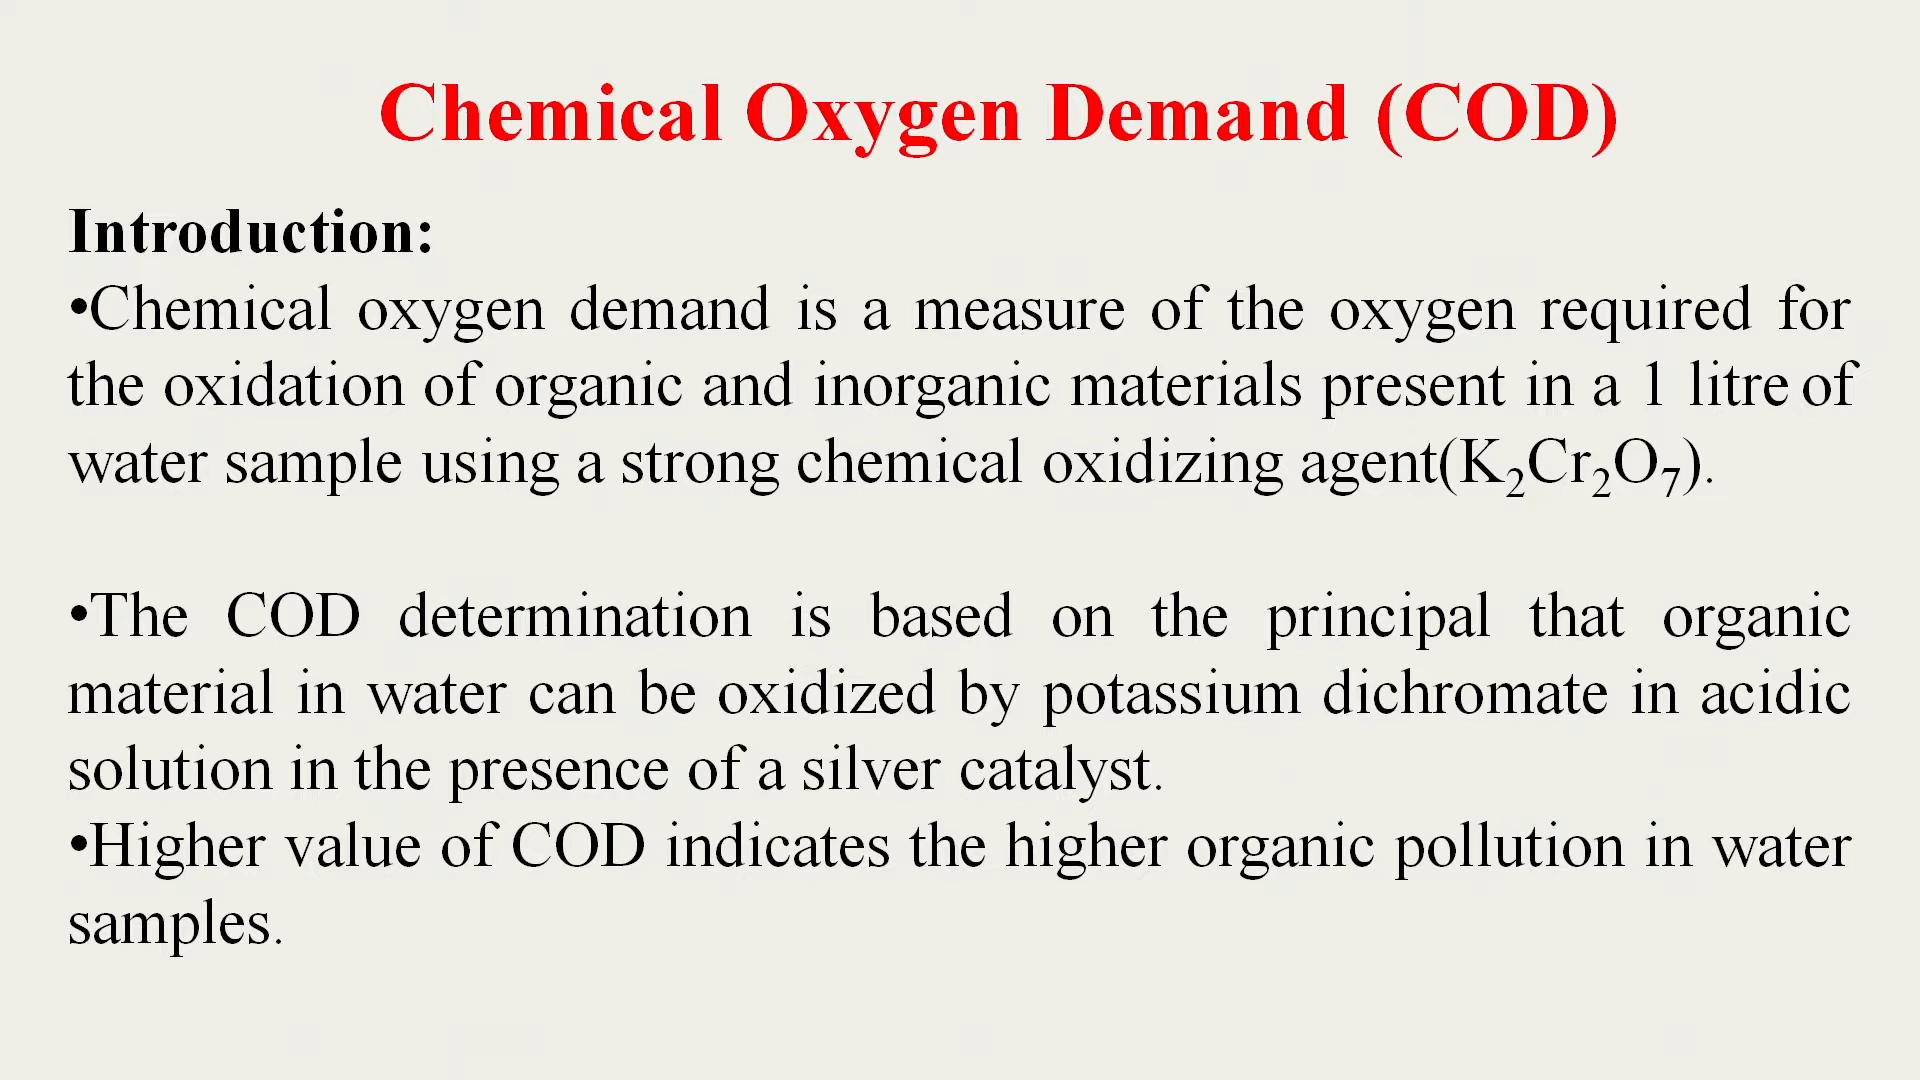 Chemical Oxygen Demand (COD)
Introduction:
•Chemical oxygen demand is a measure of the oxygen required for
the oxidation of organic and inorganic materials present in a 1 litre of
water sample using a strong chemical oxidizing agent(K₂Cr₂O₇).
•The COD determination is based on the principal that organic
material in water can be oxidized by potassium dichromate in acidic
solution in the presence of a silver catalyst.
•Higher value of COD indicates the higher organic pollution in water
samples.